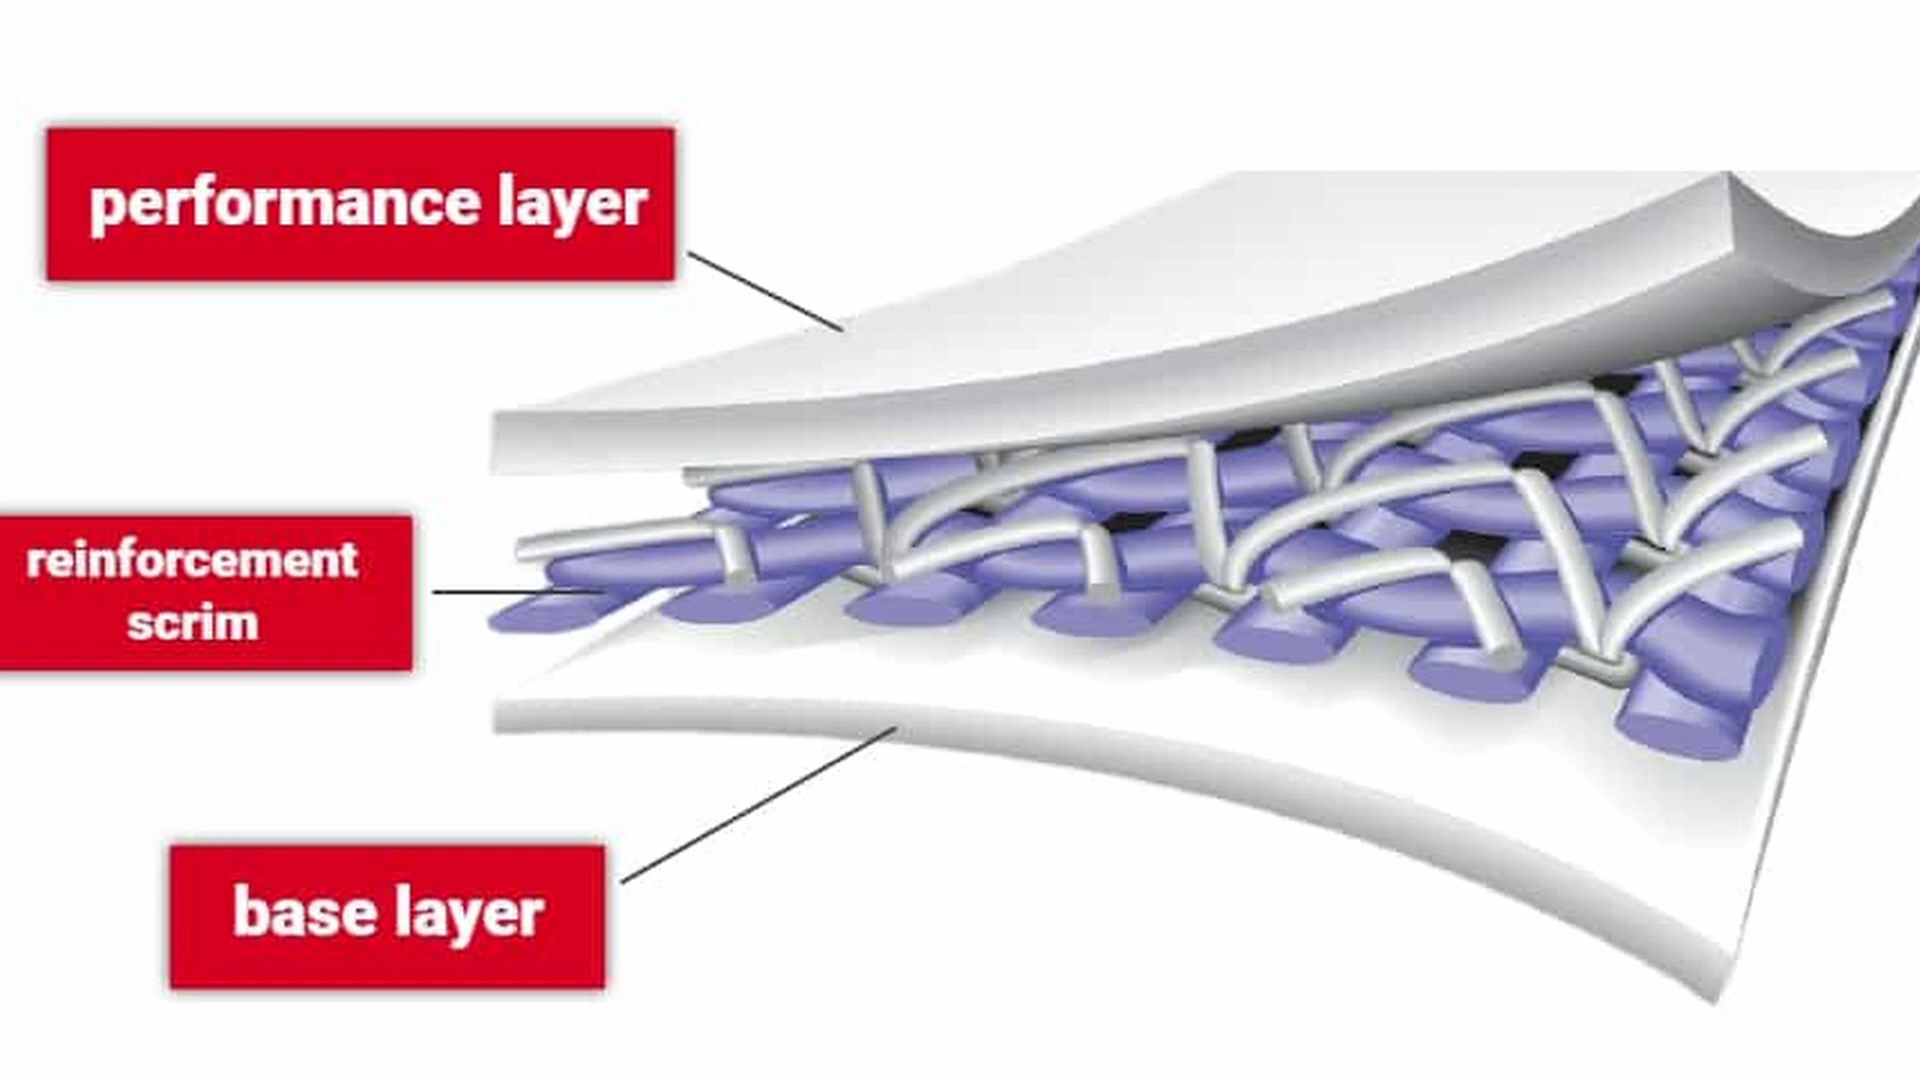 performance layer
reinforcement
scrim
base layer